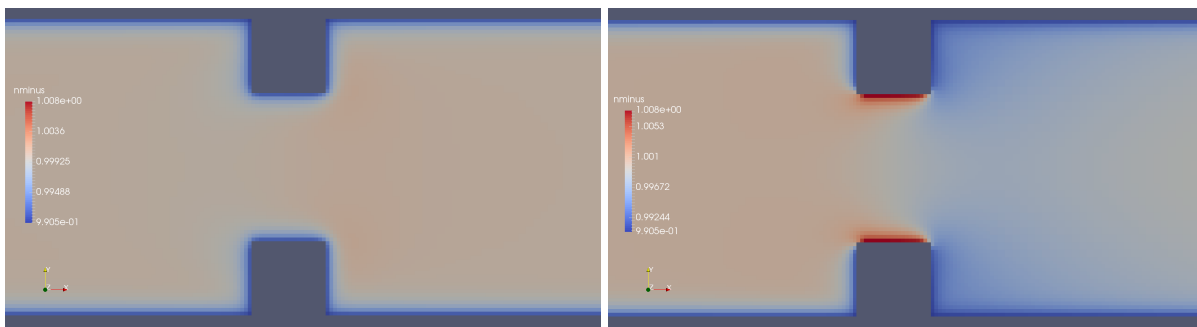 nminus
1.008e+00
1.0036
0.99925
0.99488
9.905e-01
Y
Z
X
nminus
1.008e+00
1.0053
1.001
0.99672
0.99244
9.905e-01
Y
Z
X